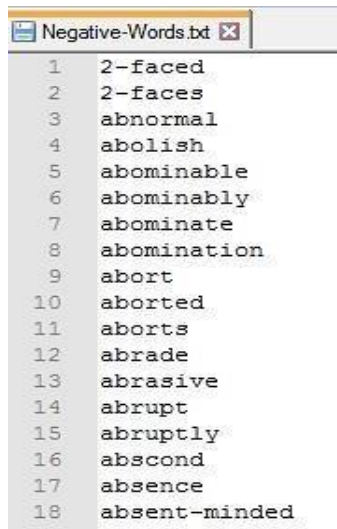 Negative-Words.txt
1 2-faced
2 2-faces
3 abnormal
4 abolish
5 abominable
6 abominably
7 abominate
8 abomination
9 abort
10 aborted
11 aborts
12 abrade
13 abrasive
14 abrupt
15 abruptly
16 abscond
17 absence
18 absent-minded